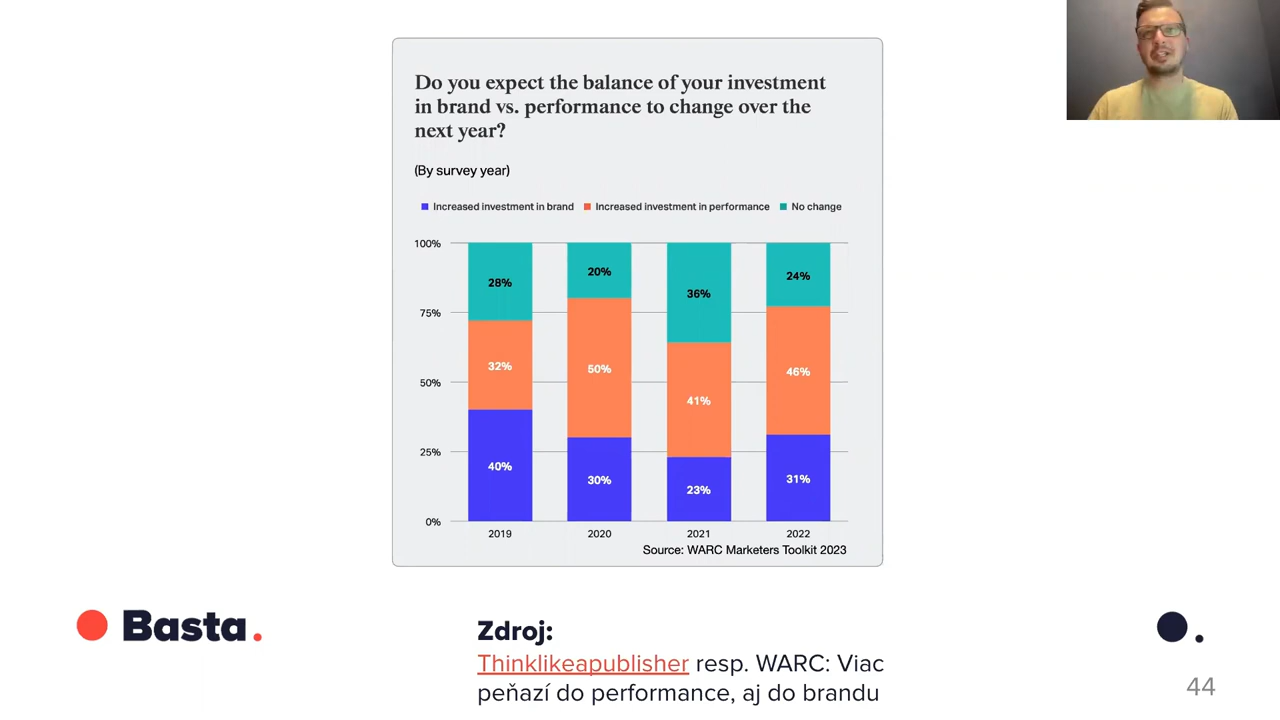 Do you expect the balance of your investment
in brand vs. performance to change over the
next year?
(By survey year)
Increased investment in brand Increased investment in performance No change
100%
75%
50%
25%
0%
28%
32%
40%
20%
50%
30%
36%
41%
23%
24%
46%
31%
2019 2020 2021 2022
Source: WARC Marketers Toolkit 2023
Basta.
Zdroj:
Thinklikeapublisher resp. WARC: Viac
peňazí do performance, aj do brandu
44